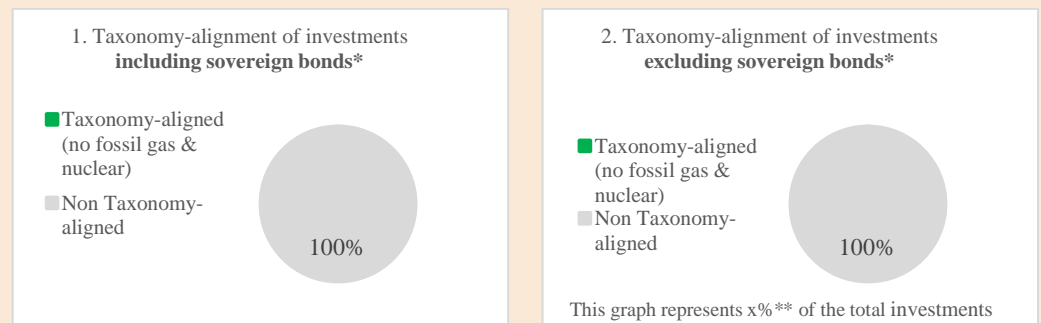 1. Taxonomy-alignment of investments
including sovereign bonds*
Taxonomy-aligned
(no fossil gas &
nuclear)
Non Taxonomy-
aligned
100%
2. Taxonomy-alignment of investments
excluding sovereign bonds*
Taxonomy-aligned
(no fossil gas &
nuclear)
Non Taxonomy-
aligned
100%
This graph represents x%** of the total investments